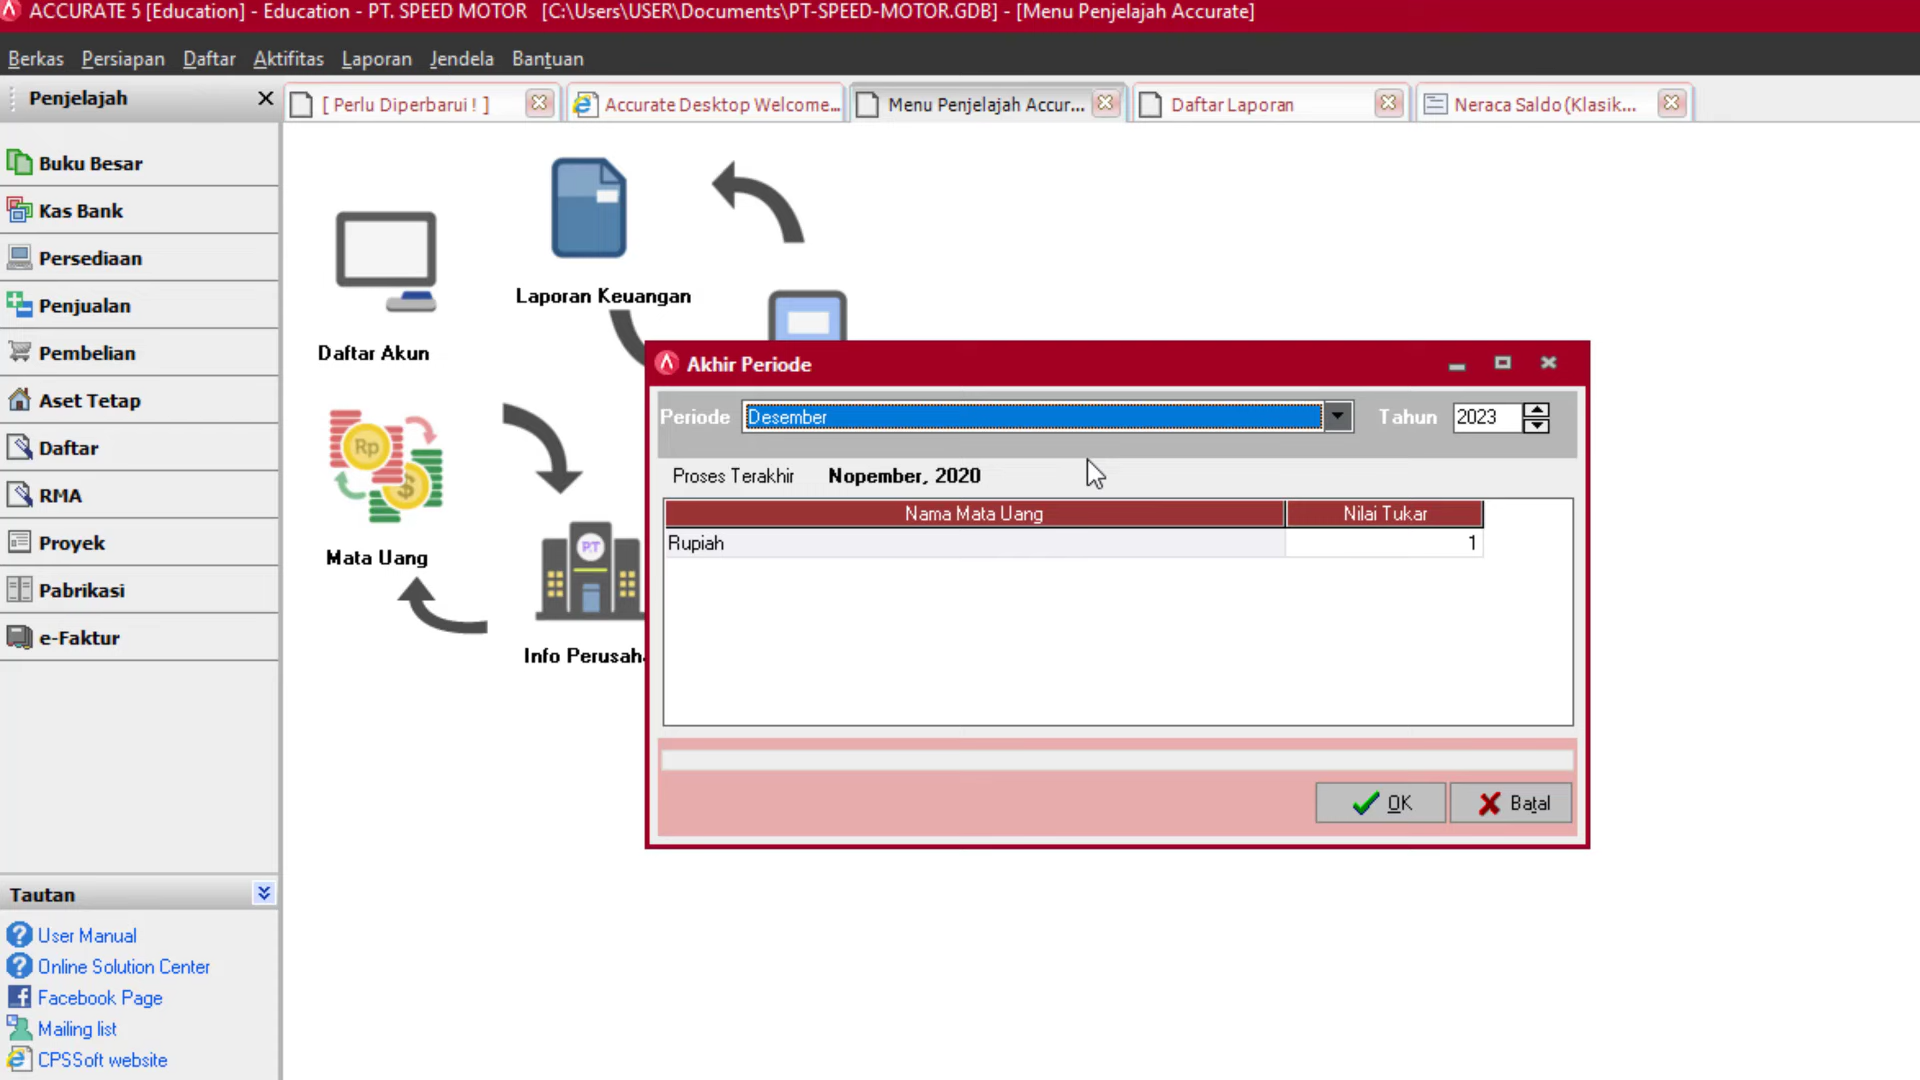 ACCURATE 5 [Education] - Education - PT. SPEED MOTOR [C:\Users\USER\Documents\PT-SPEED-MOTOR.GDB] - [Menu Penjelajah Accurate]
Berkas Persiapan Daftar Aktifitas Laporan Jendela Bantuan
Penjelajah
[ Perlu Diperbarui ! ]
Accurate Desktop Welcome...
Menu Penjelajah Accur...
Daftar Laporan
Neraca Saldo (Klasik...
Buku Besar
Kas Bank
Persediaan
Penjualan
Pembelian
Aset Tetap
Daftar
RMA
Proyek
Pabrikasi
e-Faktur
Tautan
User Manual
Online Solution Center
Facebook Page
Mailing list
CPSSoft website
Laporan Keuangan
Daftar Akun
Rp
$
Mata Uang
PT
Info Perusah
Akhir Periode
Periode Desember Tahun 2023
Proses Terakhir Nopember, 2020
Nama Mata Uang Nilai Tukar
Rupiah 1
OK Batal